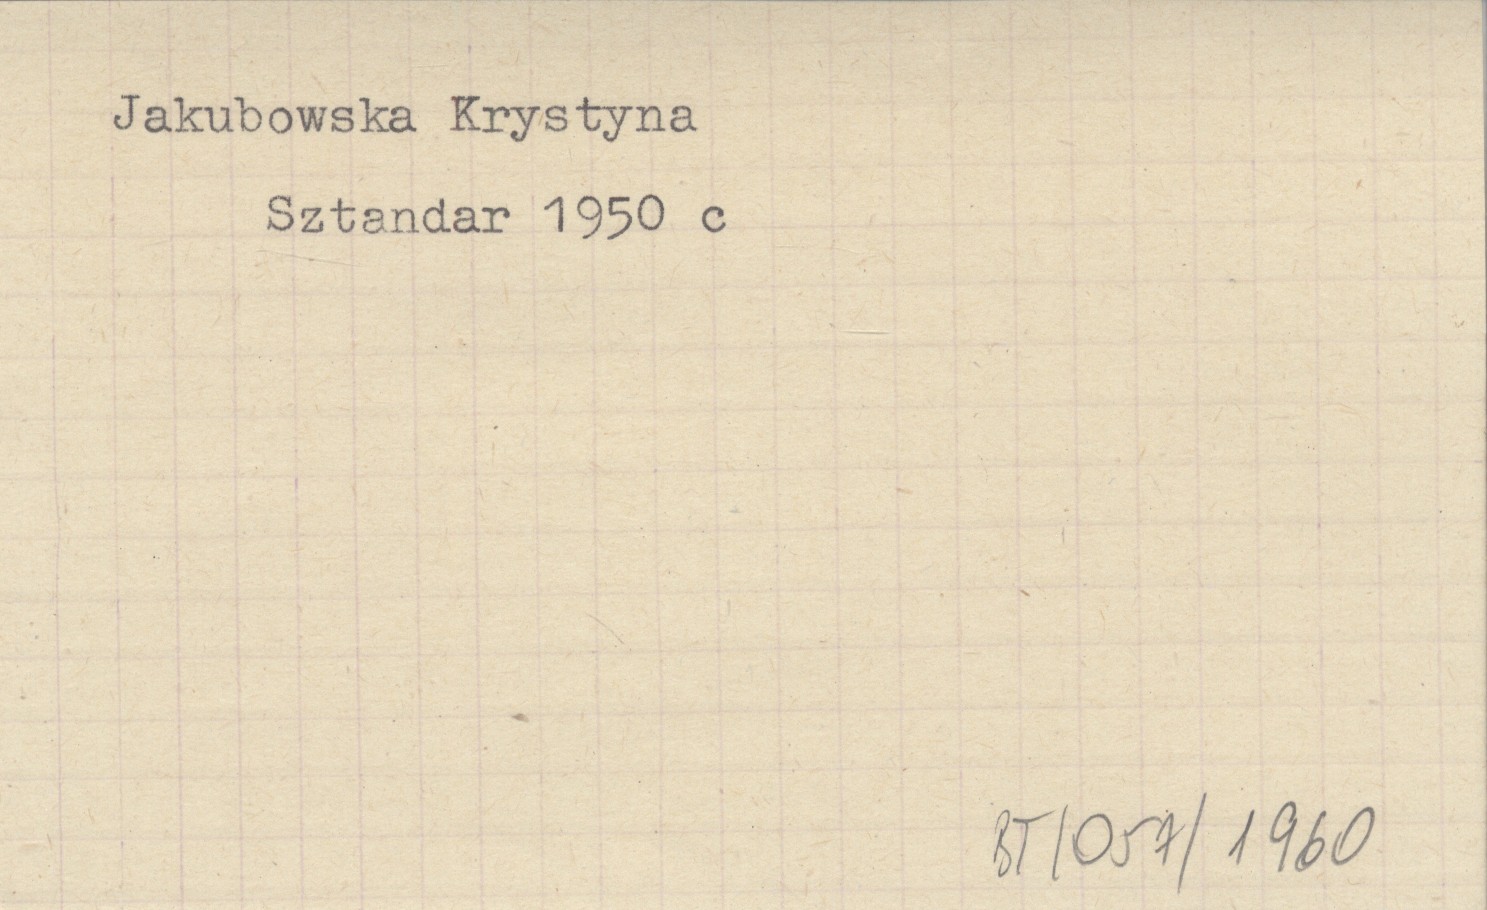 Jakubowska Krystyna
Sztandar 1950 c
BT/057/1960